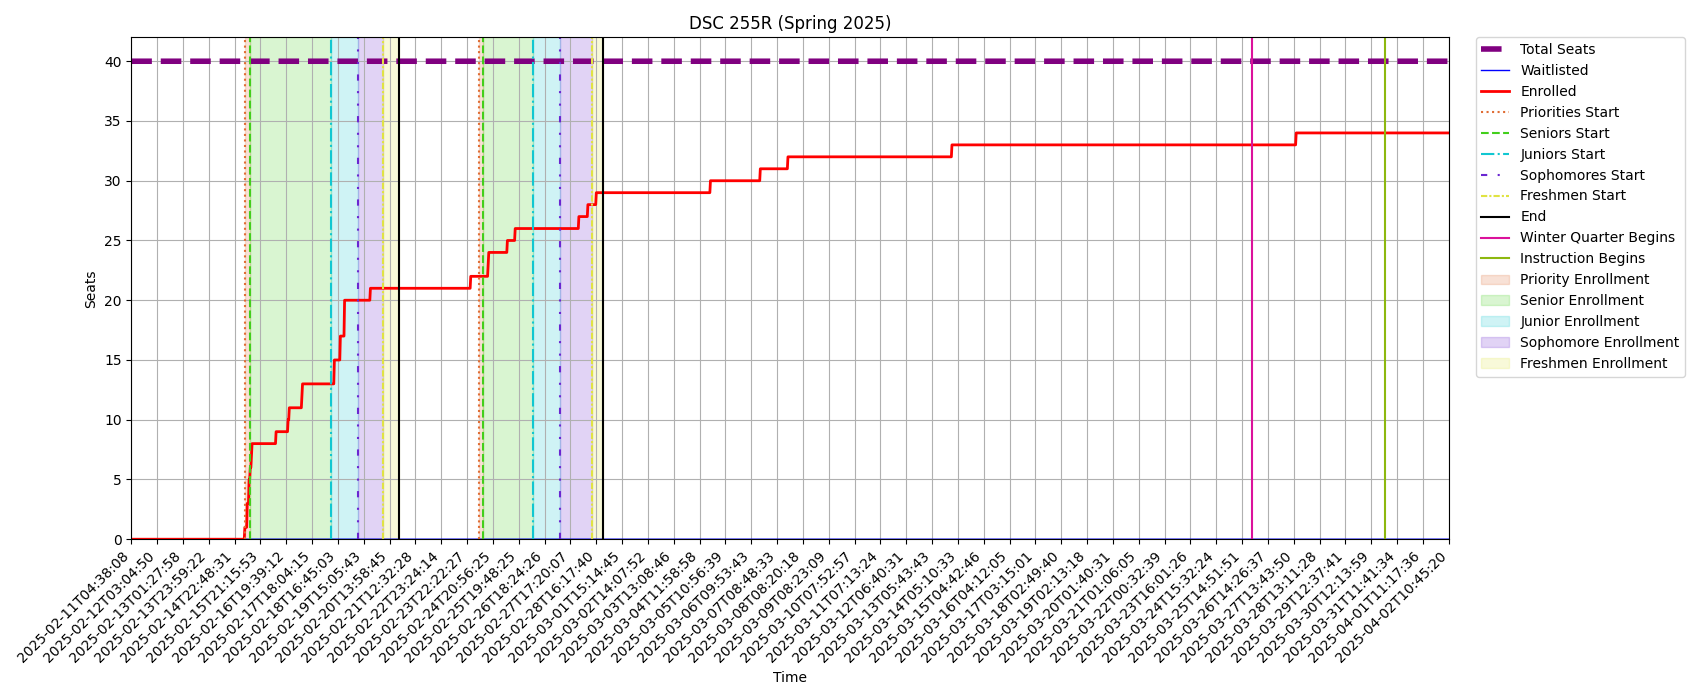 DSC 255R (Spring 2025)
Total Seats
Waitlisted
Enrolled
Priorities Start
Seniors Start
Juniors Start
Sophomores Start
Freshmen Start
End
Winter Quarter Begins
Instruction Begins
Priority Enrollment
Senior Enrollment
Junior Enrollment
Sophomore Enrollment
Freshmen Enrollment
Seats
40
35
30
25
20
15
10
5
0
2025-02-11T04:38:08
2025-02-12T03:04:50
2025-02-13T01:27:58
2025-02-13T23:59:22
2025-02-14T22:48:31
2025-02-15T21:15:53
2025-02-16T19:39:12
2025-02-17T18:04:15
2025-02-18T16:45:03
2025-02-19T15:05:43
2025-02-20T13:58:45
2025-02-21T12:32:28
2025-02-22T23:24:14
2025-02-23T22:22:27
2025-02-24T20:56:25
2025-02-25T19:48:25
2025-02-26T18:24:26
2025-02-27T17:20:07
2025-02-28T16:17:40
2025-03-01T15:14:45
2025-03-02T14:07:52
2025-03-03T13:08:46
2025-03-04T11:58:58
2025-03-05T10:56:39
2025-03-06T09:53:43
2025-03-07T08:48:33
2025-03-08T08:20:18
2025-03-09T08:23:09
2025-03-10T07:52:57
2025-03-11T07:13:24
2025-03-12T06:40:31
2025-03-13T05:43:43
2025-03-14T05:10:33
2025-03-15T04:42:46
2025-03-16T04:12:05
2025-03-17T03:15:01
2025-03-18T02:49:40
2025-03-19T02:13:18
2025-03-20T01:40:31
2025-03-21T01:06:05
2025-03-22T00:32:39
2025-03-23T16:01:26
2025-03-24T15:32:24
2025-03-25T14:51:51
2025-03-26T14:26:37
2025-03-27T13:43:50
2025-03-28T13:11:28
2025-03-29T12:37:41
2025-03-30T12:13:59
2025-03-31T11:41:34
2025-04-01T11:17:36
2025-04-02T10:45:20
Time